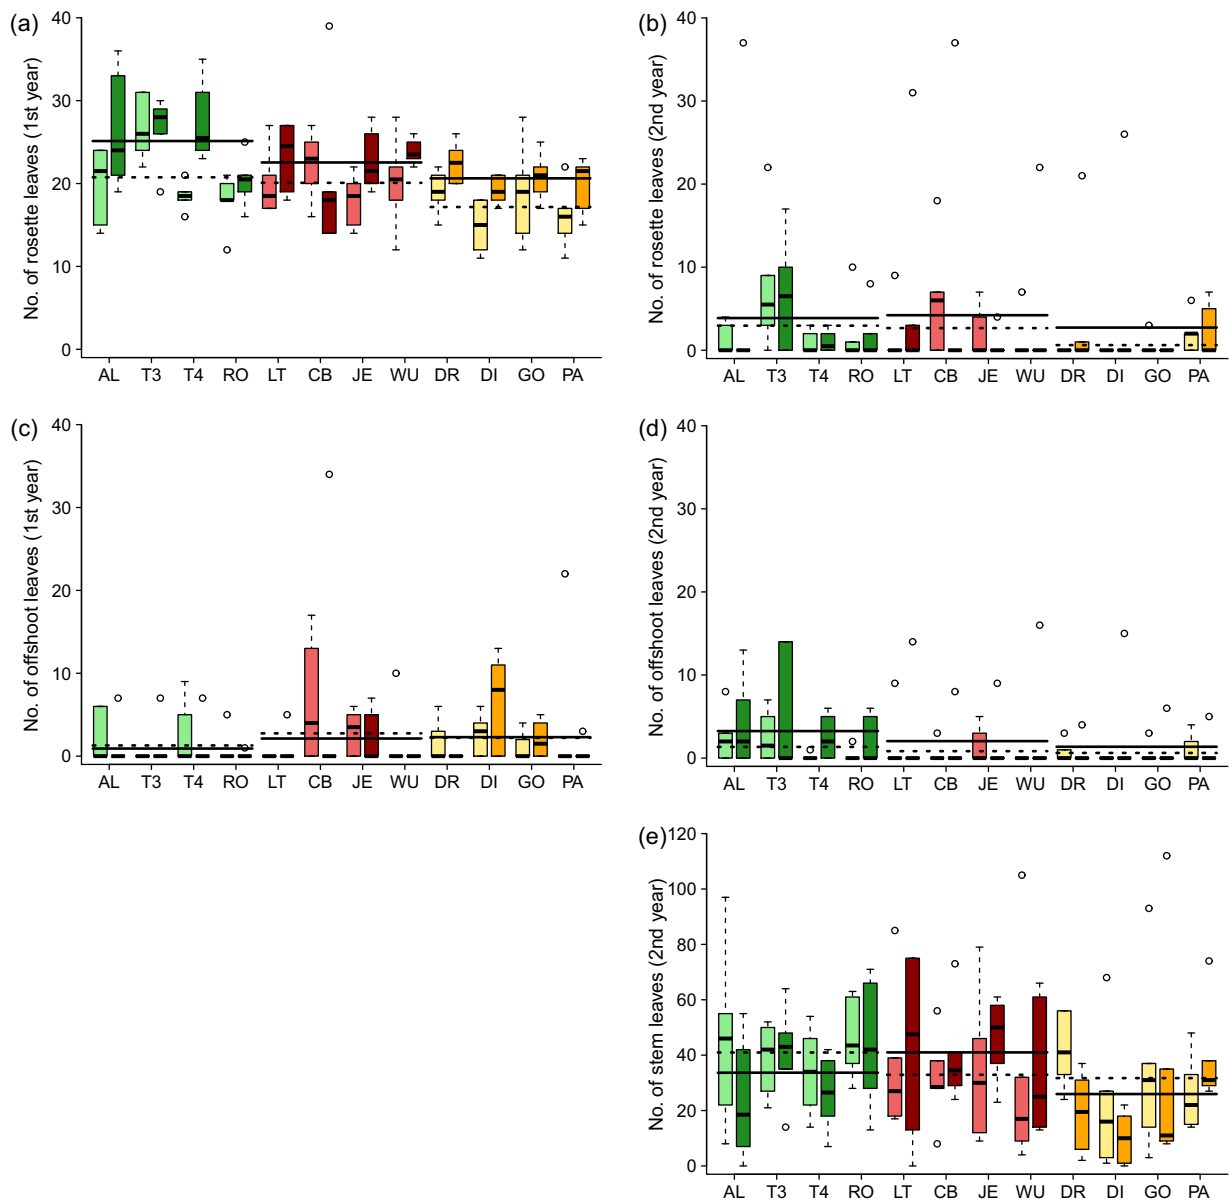 (a)
No. of rosette leaves (1st year)
40
30
20
10
0
AL T3 T4 RO LT CB JE WU DR DI GO PA
(b)
No. of rosette leaves (2nd year)
40
30
20
10
0
AL T3 T4 RO LT CB JE WU DR DI GO PA
(c)
No. of offshoot leaves (1st year)
40
30
20
10
0
AL T3 T4 RO LT CB JE WU DR DI GO PA
(d)
No. of offshoot leaves (2nd year)
40
30
20
10
0
AL T3 T4 RO LT CB JE WU DR DI GO PA
(e)
No. of stem leaves (2nd year)
120
100
80
60
40
20
0
AL T3 T4 RO LT CB JE WU DR DI GO PA